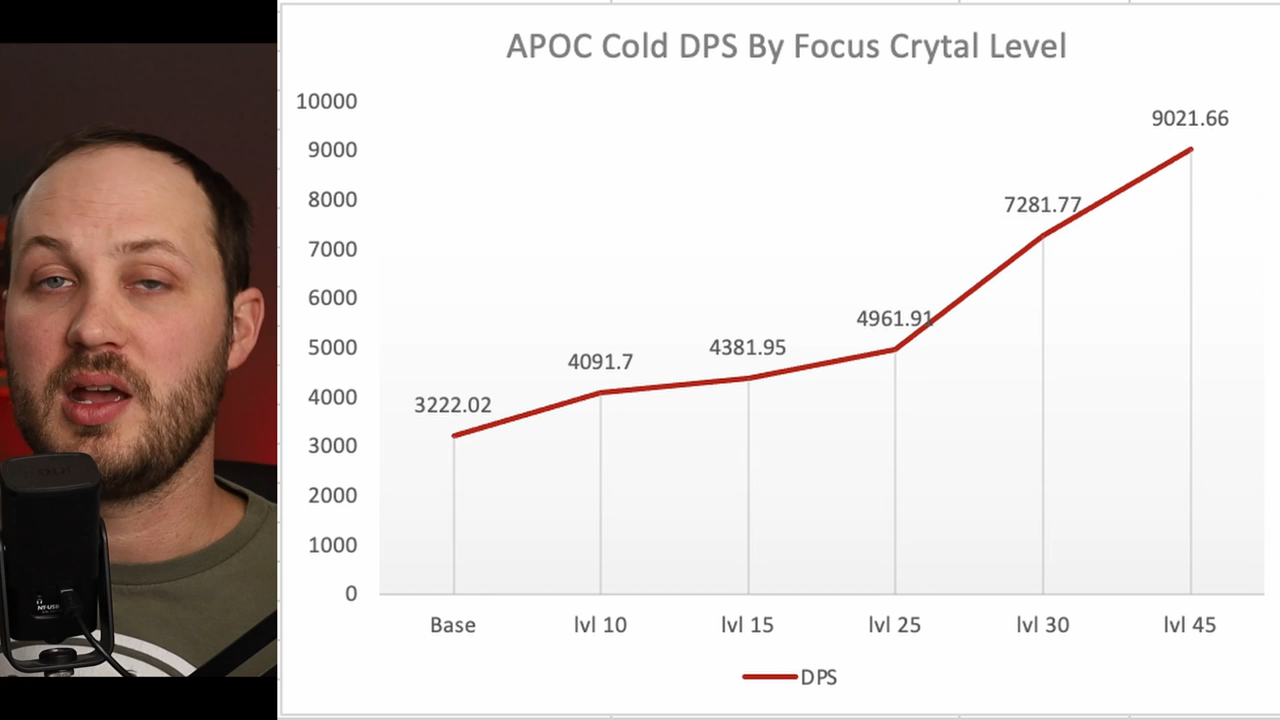 APOC Cold DPS By Focus Crytal Level
10000
9000
8000
7000
6000
5000
4000
3000
2000
1000
0
3222.02
4091.7
4381.95
4961.91
7281.77
9021.66
Base
lvl 10
lvl 15
lvl 25
lvl 30
lvl 45
DPS
NT-USB